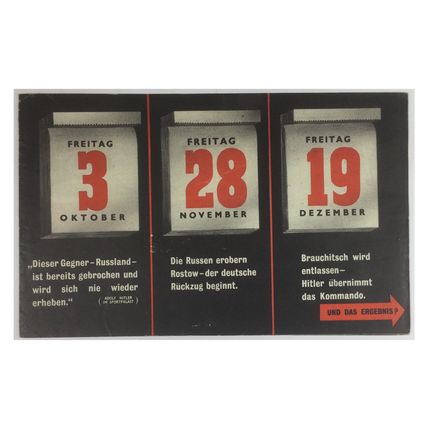 FREITAG
3
OKTOBER
„Dieser Gegner – Russland –
ist bereits gebrochen und
wird sich nie wieder
erheben.“ (ADOLF HITLER IM SPORTPALAST)
FREITAG
28
NOVEMBER
Die Russen erobern
Rostow – der deutsche
Rückzug beginnt.
FREITAG
19
DEZEMBER
Brauchitsch wird
entlassen –
Hitler übernimmt
das Kommando.
UND DAS ERGEBNIS?